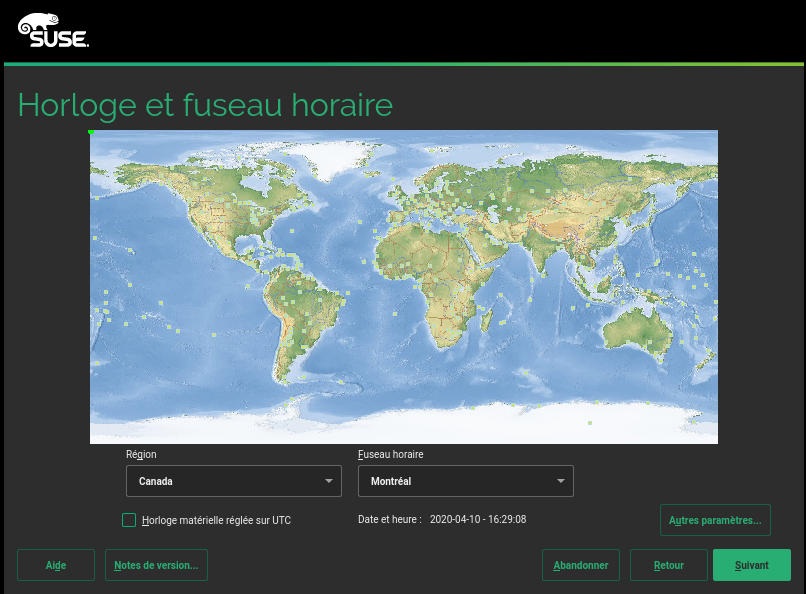 SUSE
Horloge et fuseau horaire
Région
Fuseau horaire
Canada
Montréal
Horloge matérielle réglée sur UTC
Date et heure : 2020-04-10 - 16:29:08
Autres paramètres...
Aide
Notes de version...
Abandonner
Retour
Suivant